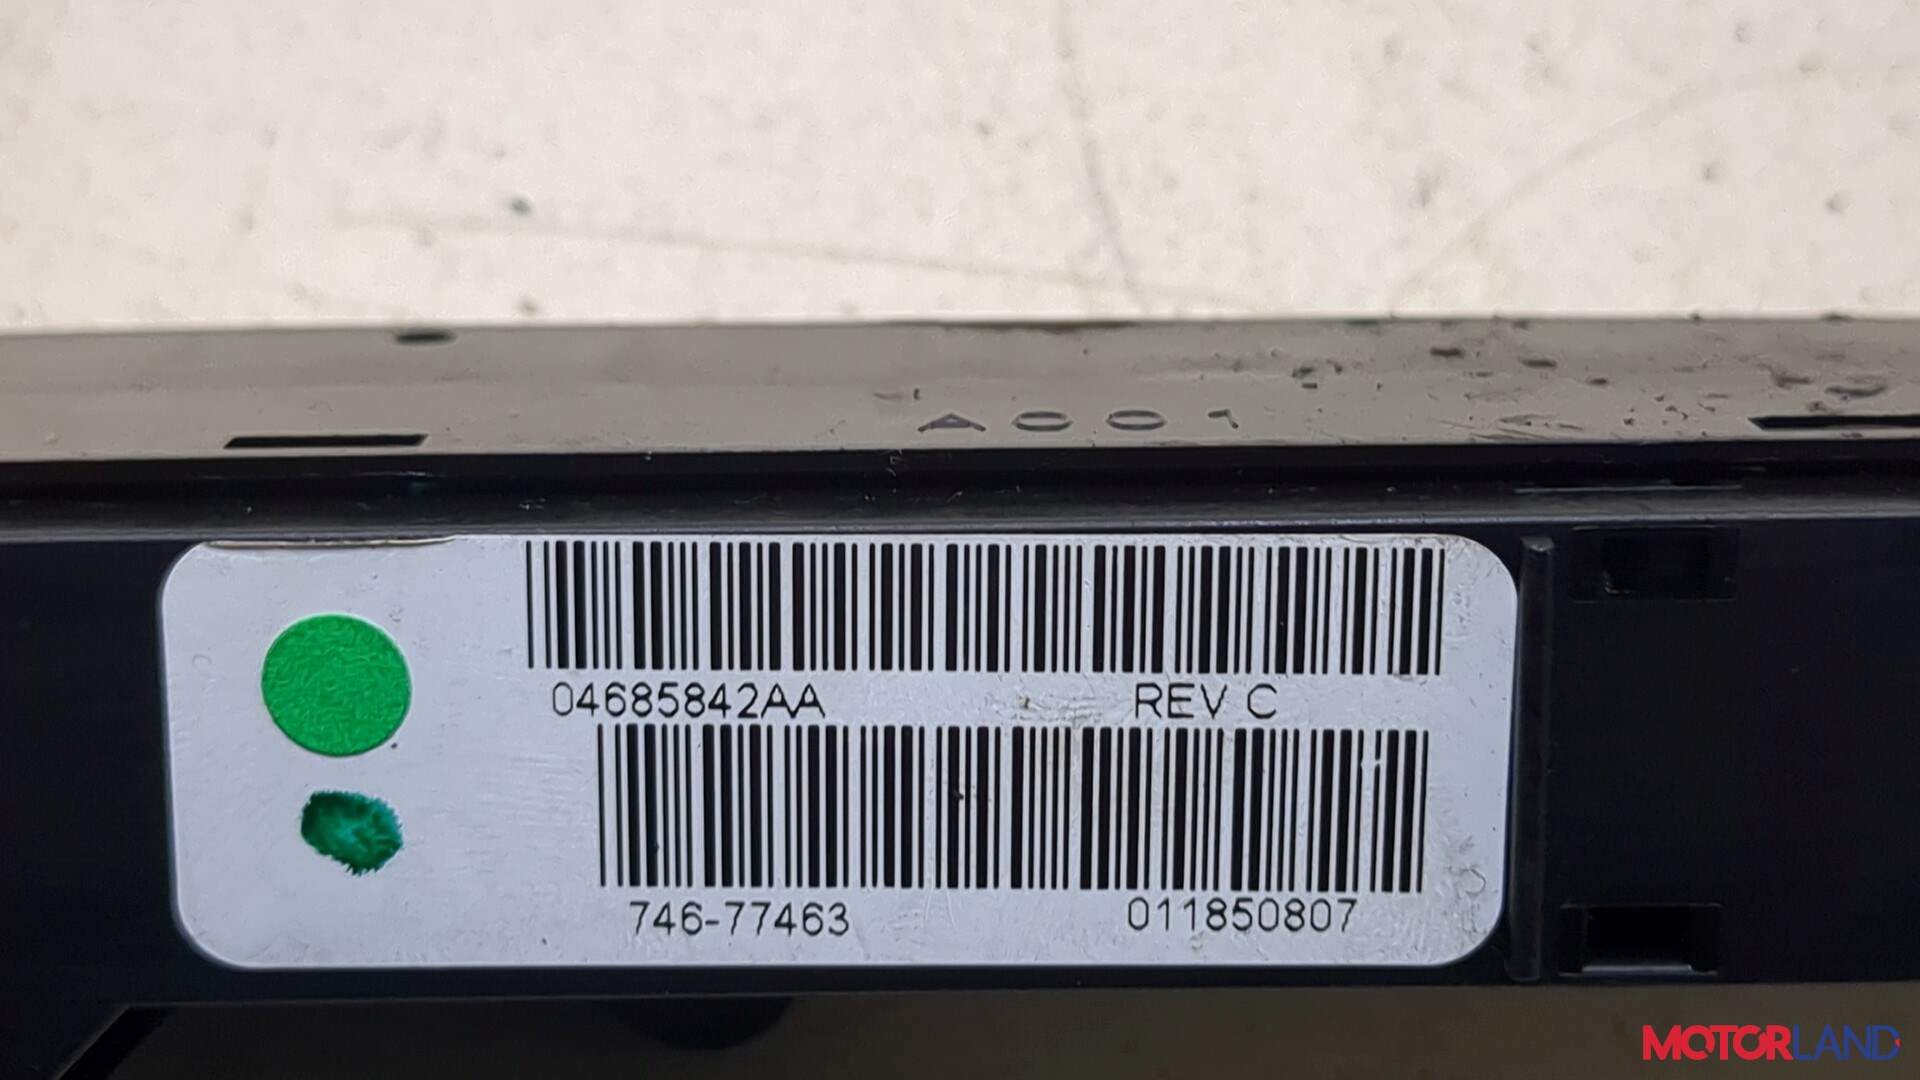 A001
04685842AA REV C
746-77463 011850807
MOTORLAND